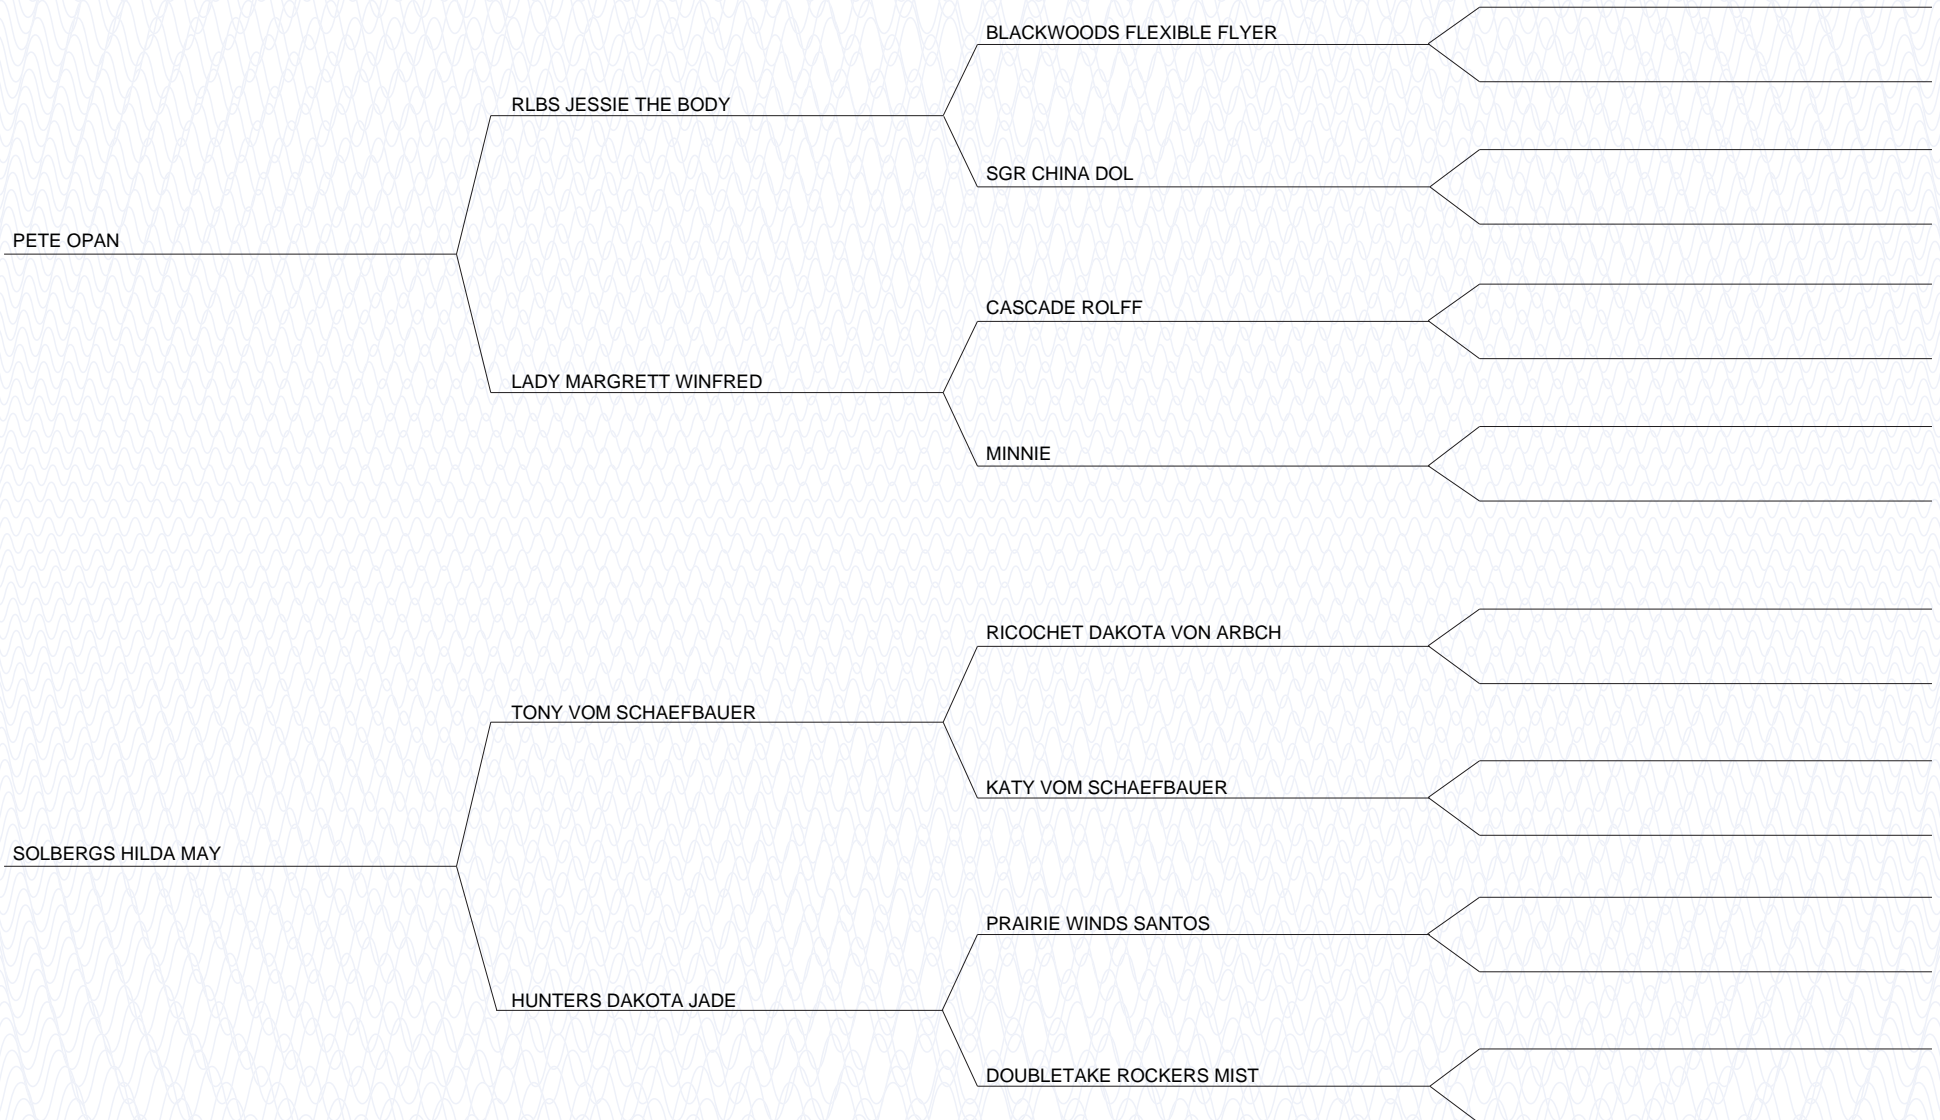 BLACKWOODS FLEXIBLE FLYER
RLBS JESSIE THE BODY
SGR CHINA DOL
PETE OPAN
CASCADE ROLFF
LADY MARGRETT WINFRED
MINNIE
RICOCHET DAKOTA VON ARBCH
TONY VOM SCHAEFBAUER
KATY VOM SCHAEFBAUER
SOLBERGS HILDA MAY
PRAIRIE WINDS SANTOS
HUNTERS DAKOTA JADE
DOUBLETAKE ROCKERS MIST